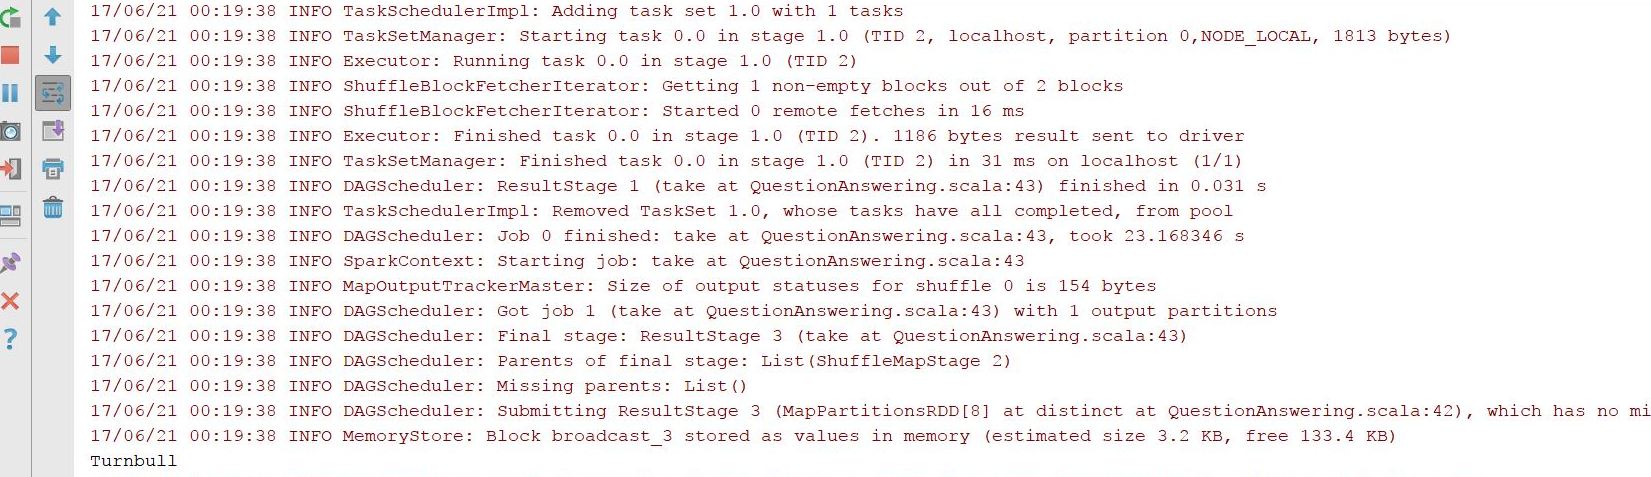 17/06/21 00:19:38 INFO TaskSchedulerImpl: Adding task set 1.0 with 1 tasks
17/06/21 00:19:38 INFO TaskSetManager: Starting task 0.0 in stage 1.0 (TID 2, localhost, partition 0,NODE_LOCAL, 1813 bytes)
17/06/21 00:19:38 INFO Executor: Running task 0.0 in stage 1.0 (TID 2)
17/06/21 00:19:38 INFO ShuffleBlockFetcherIterator: Getting 1 non-empty blocks out of 2 blocks
17/06/21 00:19:38 INFO ShuffleBlockFetcherIterator: Started 0 remote fetches in 16 ms
17/06/21 00:19:38 INFO Executor: Finished task 0.0 in stage 1.0 (TID 2). 1186 bytes result sent to driver
17/06/21 00:19:38 INFO TaskSetManager: Finished task 0.0 in stage 1.0 (TID 2) in 31 ms on localhost (1/1)
17/06/21 00:19:38 INFO DAGScheduler: ResultStage 1 (take at QuestionAnswering.scala:43) finished in 0.031 s
17/06/21 00:19:38 INFO TaskSchedulerImpl: Removed TaskSet 1.0, whose tasks have all completed, from pool
17/06/21 00:19:38 INFO DAGScheduler: Job 0 finished: take at QuestionAnswering.scala:43, took 23.168346 s
17/06/21 00:19:38 INFO SparkContext: Starting job: take at QuestionAnswering.scala:43
17/06/21 00:19:38 INFO MapOutputTrackerMaster: Size of output statuses for shuffle 0 is 154 bytes
17/06/21 00:19:38 INFO DAGScheduler: Got job 1 (take at QuestionAnswering.scala:43) with 1 output partitions
17/06/21 00:19:38 INFO DAGScheduler: Final stage: ResultStage 3 (take at QuestionAnswering.scala:43)
17/06/21 00:19:38 INFO DAGScheduler: Parents of final stage: List(ShuffleMapStage 2)
17/06/21 00:19:38 INFO DAGScheduler: Missing parents: List()
17/06/21 00:19:38 INFO DAGScheduler: Submitting ResultStage 3 (MapPartitionsRDD[8] at distinct at QuestionAnswering.scala:42), which has no mi
17/06/21 00:19:38 INFO MemoryStore: Block broadcast_3 stored as values in memory (estimated size 3.2 KB, free 133.4 KB)
Turnbull